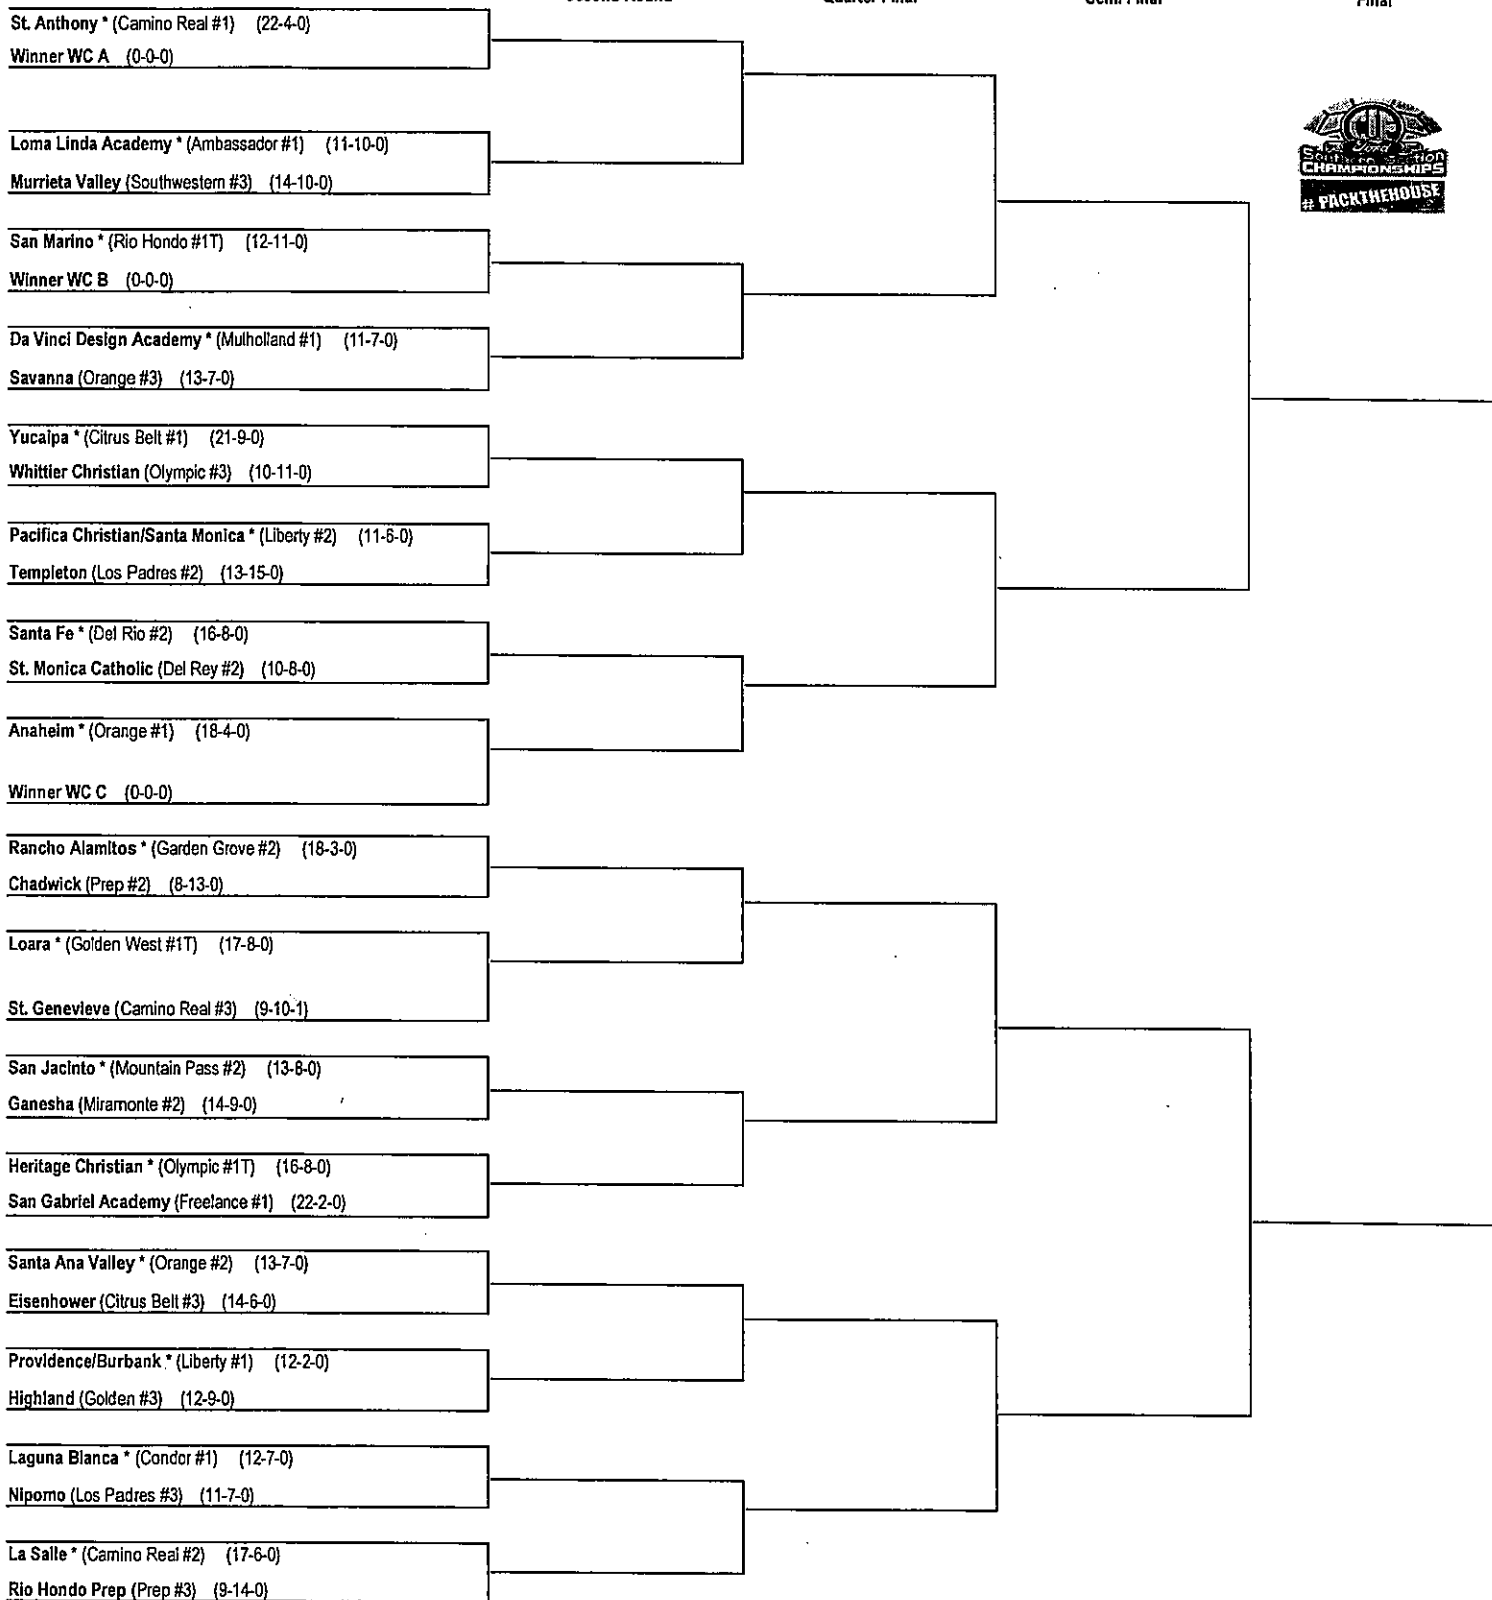 Second Round Quarter Final Semi Final Final
St. Anthony * (Camino Real #1) (22-4-0)
Winner WC A (0-0-0)
Loma Linda Academy * (Ambassador #1) (11-10-0)
Murrieta Valley (Southwestern #3) (14-10-0)
San Marino * (Rio Hondo #1T) (12-11-0)
Winner WC B (0-0-0)
Da Vinci Design Academy * (Mulholland #1) (11-7-0)
Savanna (Orange #3) (13-7-0)
Yucaipa * (Citrus Belt #1) (21-9-0)
Whittier Christian (Olympic #3) (10-11-0)
Pacifica Christian/Santa Monica * (Liberty #2) (11-6-0)
Templeton (Los Padres #2) (13-15-0)
Santa Fe * (Del Rio #2) (16-8-0)
St. Monica Catholic (Del Rey #2) (10-8-0)
Anaheim * (Orange #1) (18-4-0)
Winner WC C (0-0-0)
Rancho Alamitos * (Garden Grove #2) (18-3-0)
Chadwick (Prep #2) (8-13-0)
Loara * (Golden West #1T) (17-8-0)
St. Genevieve (Camino Real #3) (9-10-1)
San Jacinto * (Mountain Pass #2) (13-8-0)
Ganesha (Miramonte #2) (14-9-0)
Heritage Christian * (Olympic #1T) (16-8-0)
San Gabriel Academy (Freelance #1) (22-2-0)
Santa Ana Valley * (Orange #2) (13-7-0)
Eisenhower (Citrus Belt #3) (14-6-0)
Providence/Burbank * (Liberty #1) (12-2-0)
Highland (Golden #3) (12-9-0)
Laguna Blanca * (Condor #1) (12-7-0)
Nipomo (Los Padres #3) (11-7-0)
La Salle * (Camino Real #2) (17-6-0)
Rio Hondo Prep (Prep #3) (9-14-0)
CIF
Ford
Southern Section
CHAMPIONSHIPS
# PACKTHEHOUSE